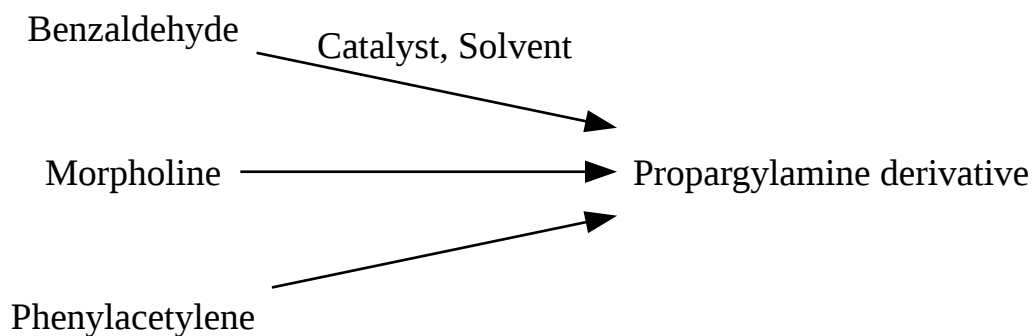 Benzaldehyde
Catalyst, Solvent
Morpholine
Propargylamine derivative
Phenylacetylene